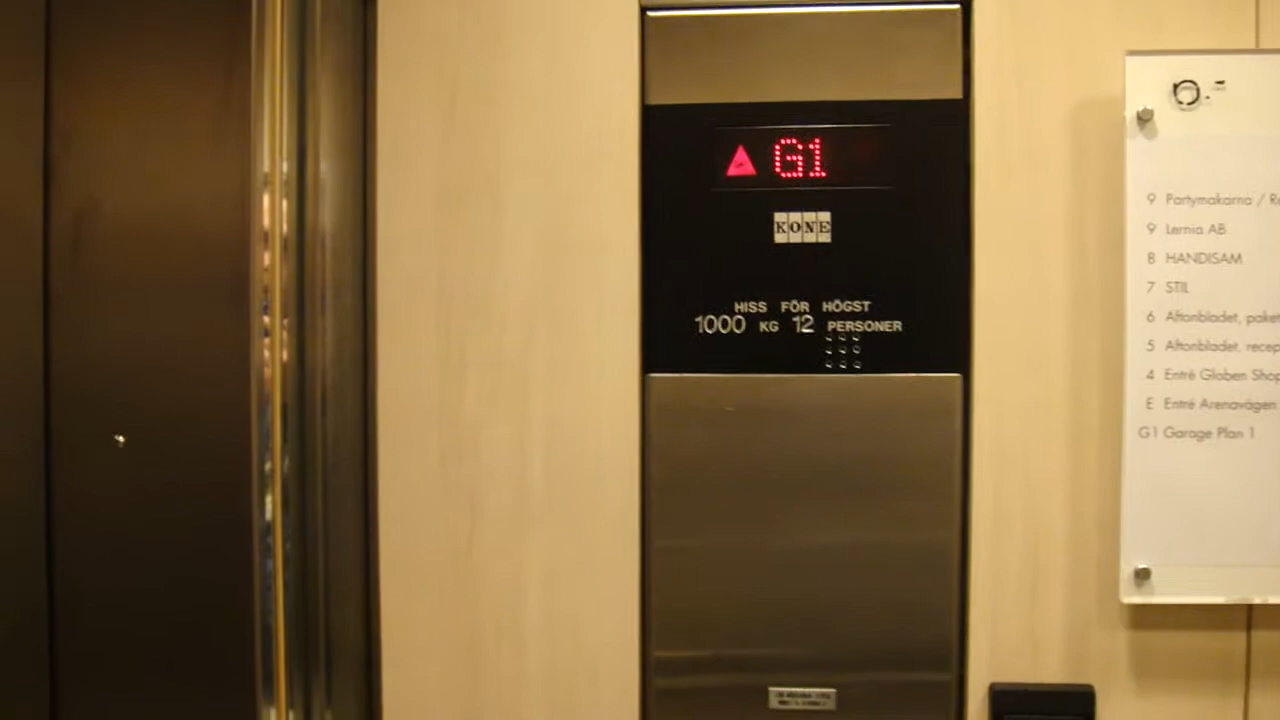 G1
KONE
HISS FÖR HÖGST
1000 KG 12 PERSONER
9 Partymakarna /
9 Lernia AB
8 HANDISAM
7 STIL
6 Aftonbladet,
5 Aftonbladet,
4 Entré Globen
E Entré Arenavägen
G1 Garage Plan 1